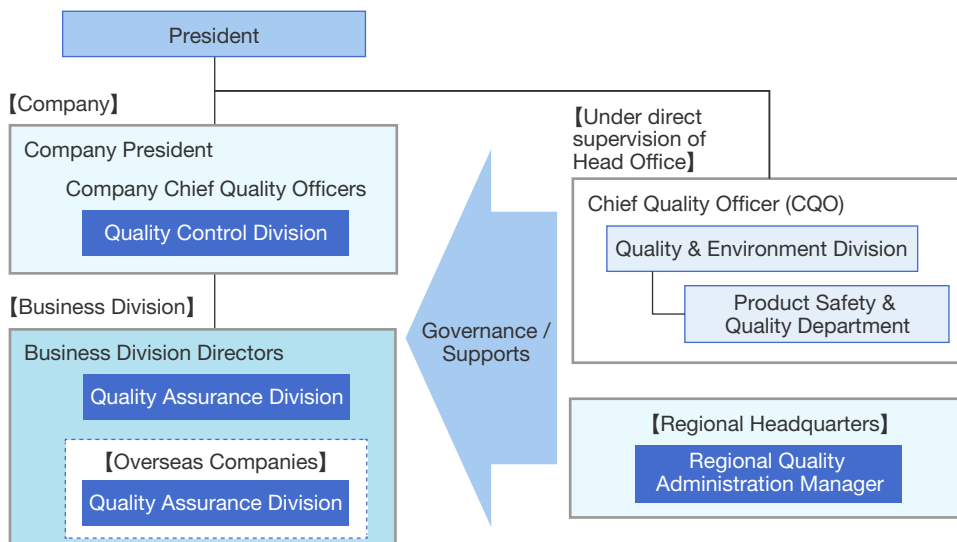 President
【Company】
Company President
Company Chief Quality Officers
Quality Control Division
【Business Division】
Business Division Directors
Quality Assurance Division
【Overseas Companies】
Quality Assurance Division
Governance /
Supports
【Under direct
supervision of
Head Office】
Chief Quality Officer (CQO)
Quality & Environment Division
Product Safety &
Quality Department
【Regional Headquarters】
Regional Quality
Administration Manager